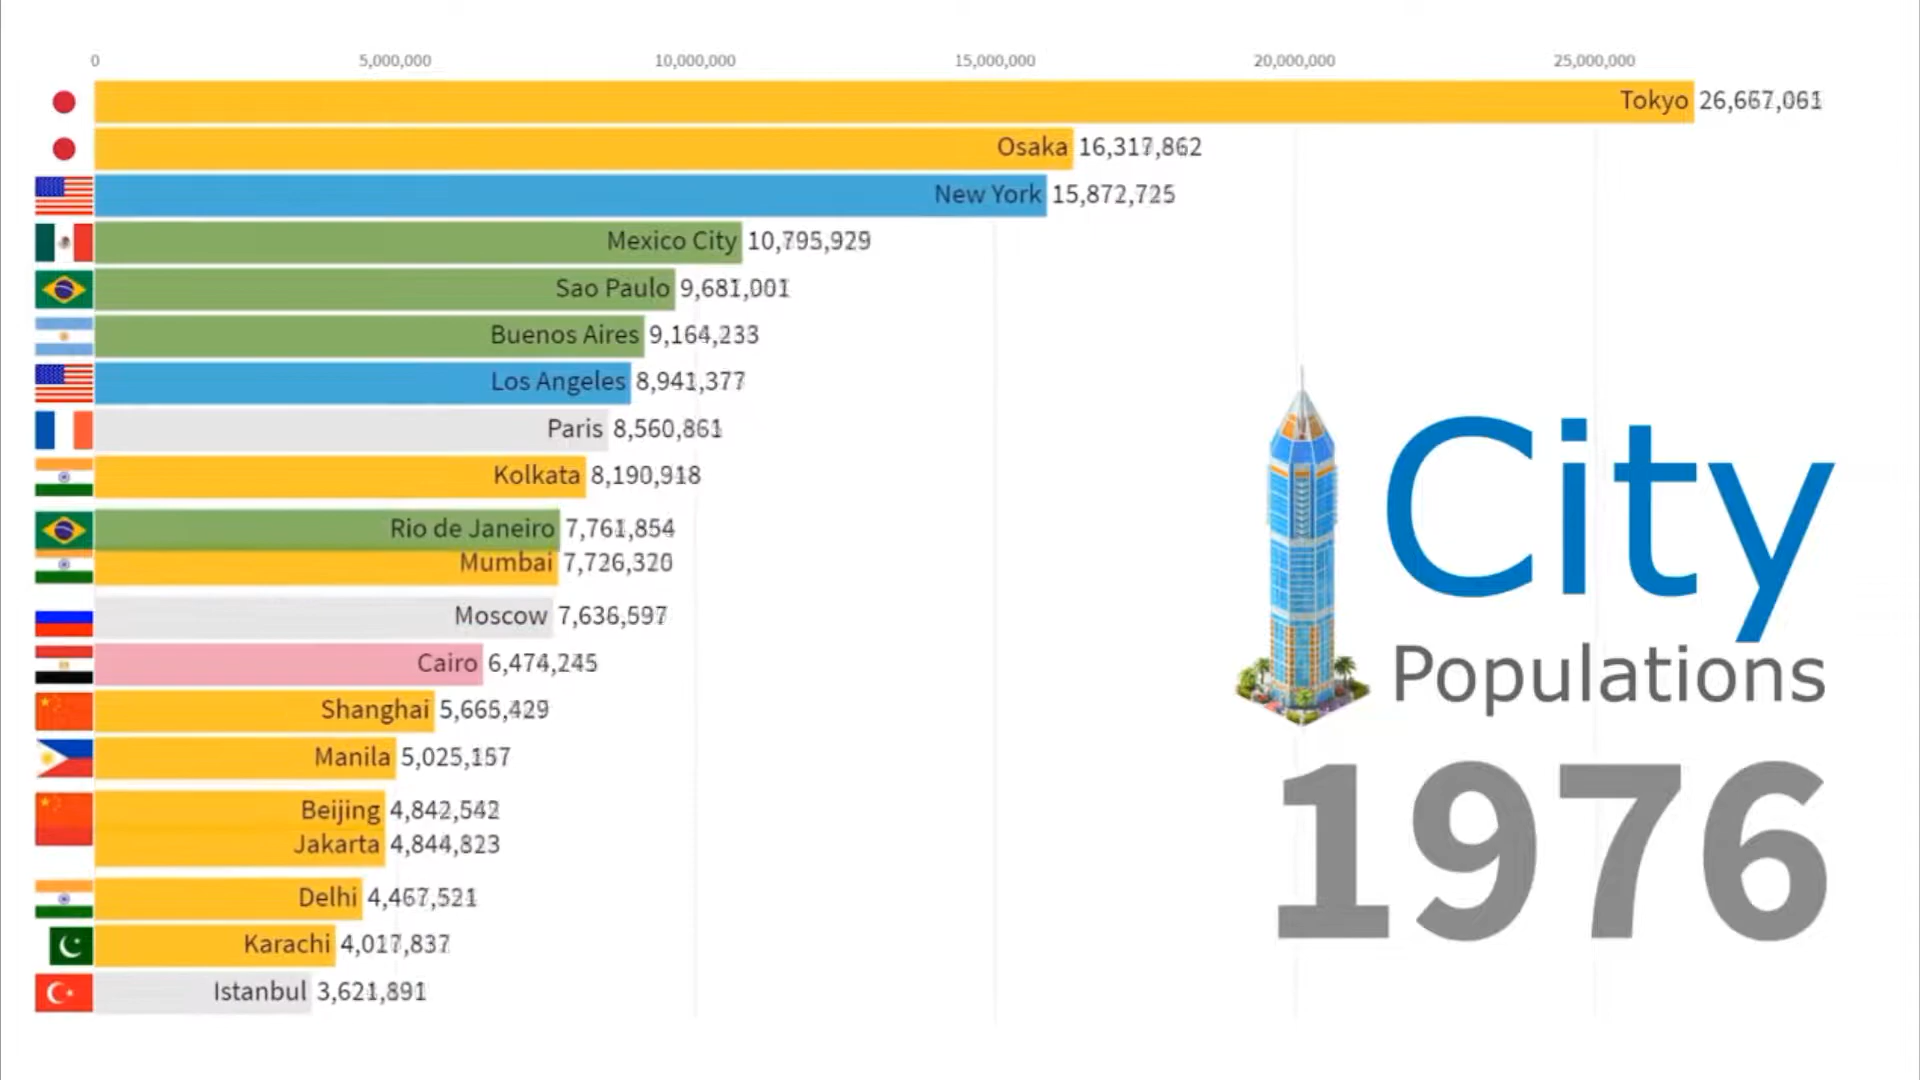 0 5,000,000 10,000,000 15,000,000 20,000,000 25,000,000
Tokyo 26,667,061
Osaka 16,317,862
New York 15,872,725
Mexico City 10,795,929
Sao Paulo 9,681,001
Buenos Aires 9,164,233
Los Angeles 8,941,377
Paris 8,560,861
Kolkata 8,190,918
Rio de Janeiro 7,761,854
Mumbai 7,726,320
Moscow 7,636,597
Cairo 6,474,245
Shanghai 5,665,429
Manila 5,025,157
Beijing 4,842,542
Jakarta 4,844,823
Delhi 4,467,521
Karachi 4,017,837
Istanbul 3,621,891
City
Populations
1976